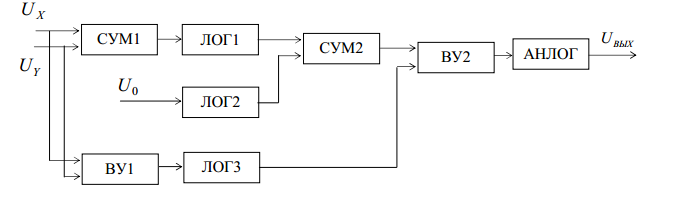 U_X
СУМ1 ЛОГ1 СУМ2 ВУ2 АНЛОГ U_ВЫХ
U_Y
U_0 ЛОГ2
ВУ1 ЛОГ3